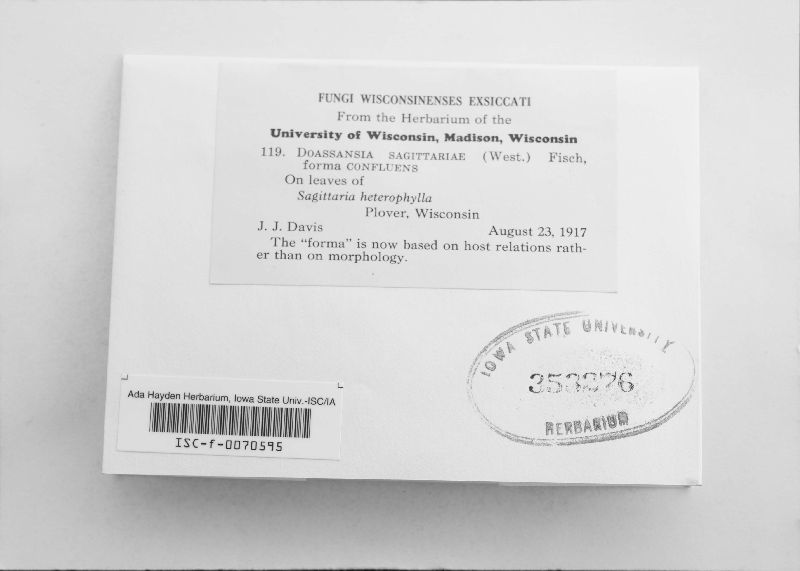 FUNGI WISCONSINENSES EXSICCATI
From the Herbarium of the
University of Wisconsin, Madison, Wisconsin
119. DOASSANSIA SAGITTARIAE (West.) Fisch,
forma CONFLUENS
On leaves of
Sagittaria heterophylla
Plover, Wisconsin
J. J. Davis August 23, 1917
The "forma" is now based on host relations rath-
er than on morphology.
IOWA STATE UNIVERSITY
HERBARIUM
Ada Hayden Herbarium, Iowa State Univ.-ISC/IA
ISC-f-0070595